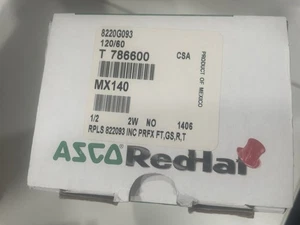 8220G093
120/60
T 786600
CSA
PRODUCT OF MEXICO
MX140
1/2 2W NO 1406
RPLS 822093 INC PRFX FT,GS,R,T
ASCO RedHat